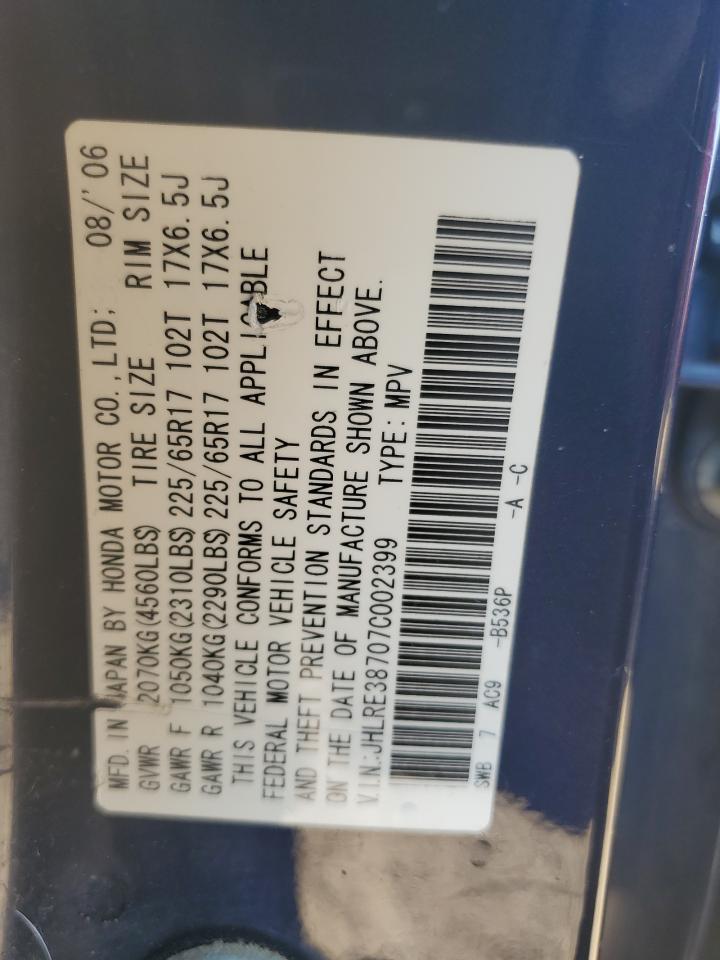 MFD. IN JAPAN BY HONDA MOTOR CO., LTD: 08/'06
GVWR 2070KG(4560LBS) TIRE SIZE RIM SIZE
GAWR F 1050KG(2310LBS) 225/65R17 102T 17X6.5J
GAWR R 1040KG(2290LBS) 225/65R17 102T 17X6.5J
THIS VEHICLE CONFORMS TO ALL APPLICABLE
FEDERAL MOTOR VEHICLE SAFETY
AND THEFT PREVENTION STANDARDS IN EFFECT
ON THE DATE OF MANUFACTURE SHOWN ABOVE.
V.I.N.:JHLRE38707C002399 TYPE: MPV
SWB 7 AC9 -B536P -A -C